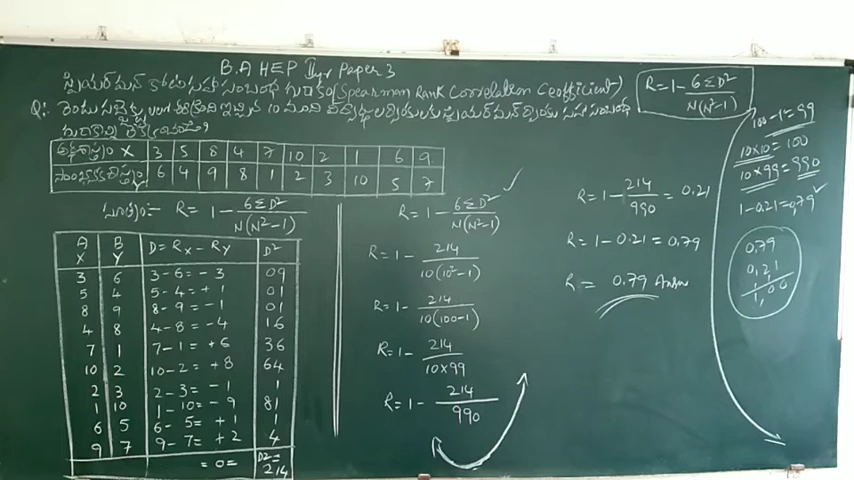 B.A HEP Paper 3
స్పియర్‌మన్ కోటి సహసంబంధ గుణకం (Spearman Rank Correlation Coefficient)
R = 1 - 6ΣD² / N(N²-1)
Q:- రెండు 10 మంది
X 3 5 8 4 7 10 2 1 6 9
Y 6 4 9 8 1 2 3 10 5 7
సూత్రం:- R = 1 - 6ΣD² / N(N²-1)
A X B Y D = Rx - Ry D²
3 6 3-6 = -3 09
5 4 5-4 = +1 01
8 9 8-9 = -1 01
4 8 4-8 = -4 16
7 1 7-1 = +6 36
10 2 10-2 = +8 64
2 3 2-3 = -1 1
1 10 1-10 = -9 81
6 5 6-5 = +1 1
9 7 9-7 = +2 4
= 0 = D² = 214
R = 1 - 6ΣD² / N(N²-1)
R = 1 - 214 / 10(10²-1)
R = 1 - 214 / 10(100-1)
R = 1 - 214 / 10×99
R = 1 - 214 / 990
R = 1 - 214 / 990 = 0.21
R = 1 - 0.21 = 0.79
R = 0.79 Answ
100-1 = 99
10×10 = 100
10×99 = 990
1-0.21 = 0.79
0.79
0.21
1.00